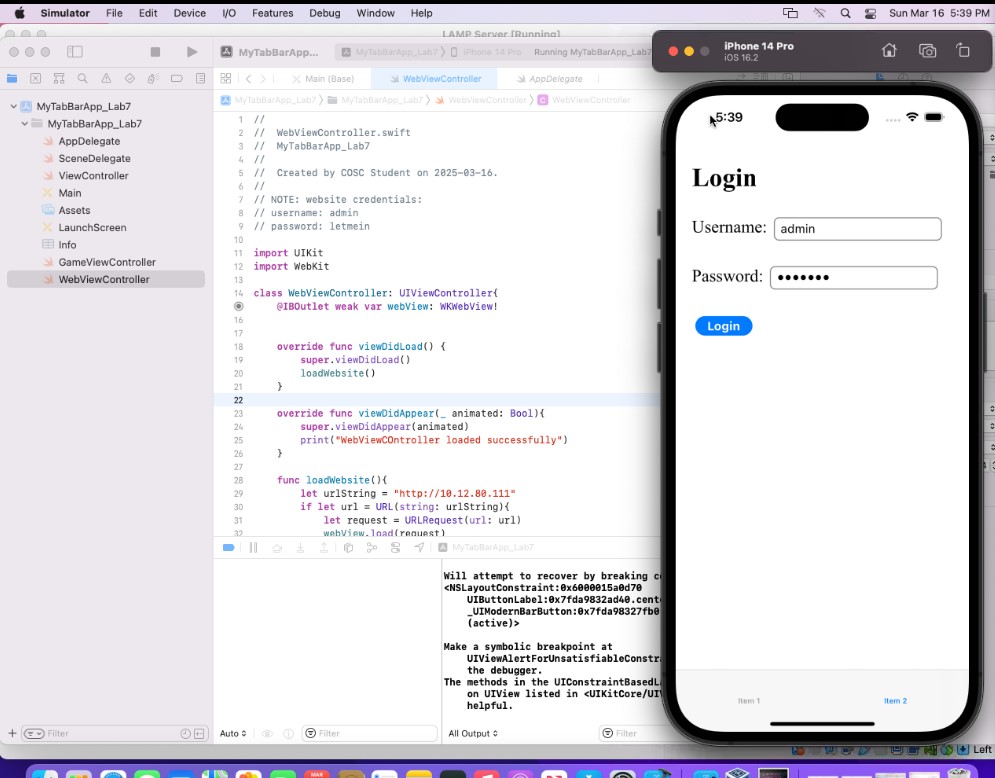 Simulator File Edit Device I/O Features Debug Window Help Sun Mar 16 5:39 PM
LAMP Server [Running]
MyTabBarApp... MyTabBarApp_Lab7 iPhone 14 Pro Running MyTabBarApp_Lab7
iPhone 14 Pro
iOS 16.2
Main (Base) WebViewController AppDelegate
MyTabBarApp_Lab7 MyTabBarApp_Lab7 WebViewController WebViewController
MyTabBarApp_Lab7
MyTabBarApp_Lab7
AppDelegate
SceneDelegate
ViewController
Main
Assets
LaunchScreen
Info
GameViewController
WebViewController
1 //
2 // WebViewController.swift
3 // MyTabBarApp_Lab7
4 //
5 // Created by COSC Student on 2025-03-16.
6 //
7 // NOTE: website credentials:
8 // username: admin
9 // password: letmein
10
11 import UIKit
12 import WebKit
13
14 class WebViewController: UIViewController{
@IBOutlet weak var webView: WKWebView!
16
17
18 override func viewDidLoad() {
19 super.viewDidLoad()
20 loadWebsite()
21 }
22
23 override func viewDidAppear(_ animated: Bool){
24 super.viewDidAppear(animated)
25 print("WebViewCOntroller loaded successfully")
26 }
27
28 func loadWebsite(){
29 let urlString = "http://10.12.80.111"
30 if let url = URL(string: urlString){
31 let request = URLRequest(url: url)
32 webView.load(request)
MyTabBarApp_Lab7
Will attempt to recover by breaking co
<NSLayoutConstraint:0x6000015a0d70
UIButtonLabel:0x7fda9832ad40.cente
_UIModernBarButton:0x7fda98327fb0
(active)>
Make a symbolic breakpoint at
UIViewAlertForUnsatisfiableConstra
the debugger.
The methods in the UIConstraintBasedLa
on UIView listed in <UIKitCore/UIV
helpful.
Filter Auto Filter All Output Filter
5:39
Login
Username: admin
Password: •••••••
Login
Item 1 Item 2
Left